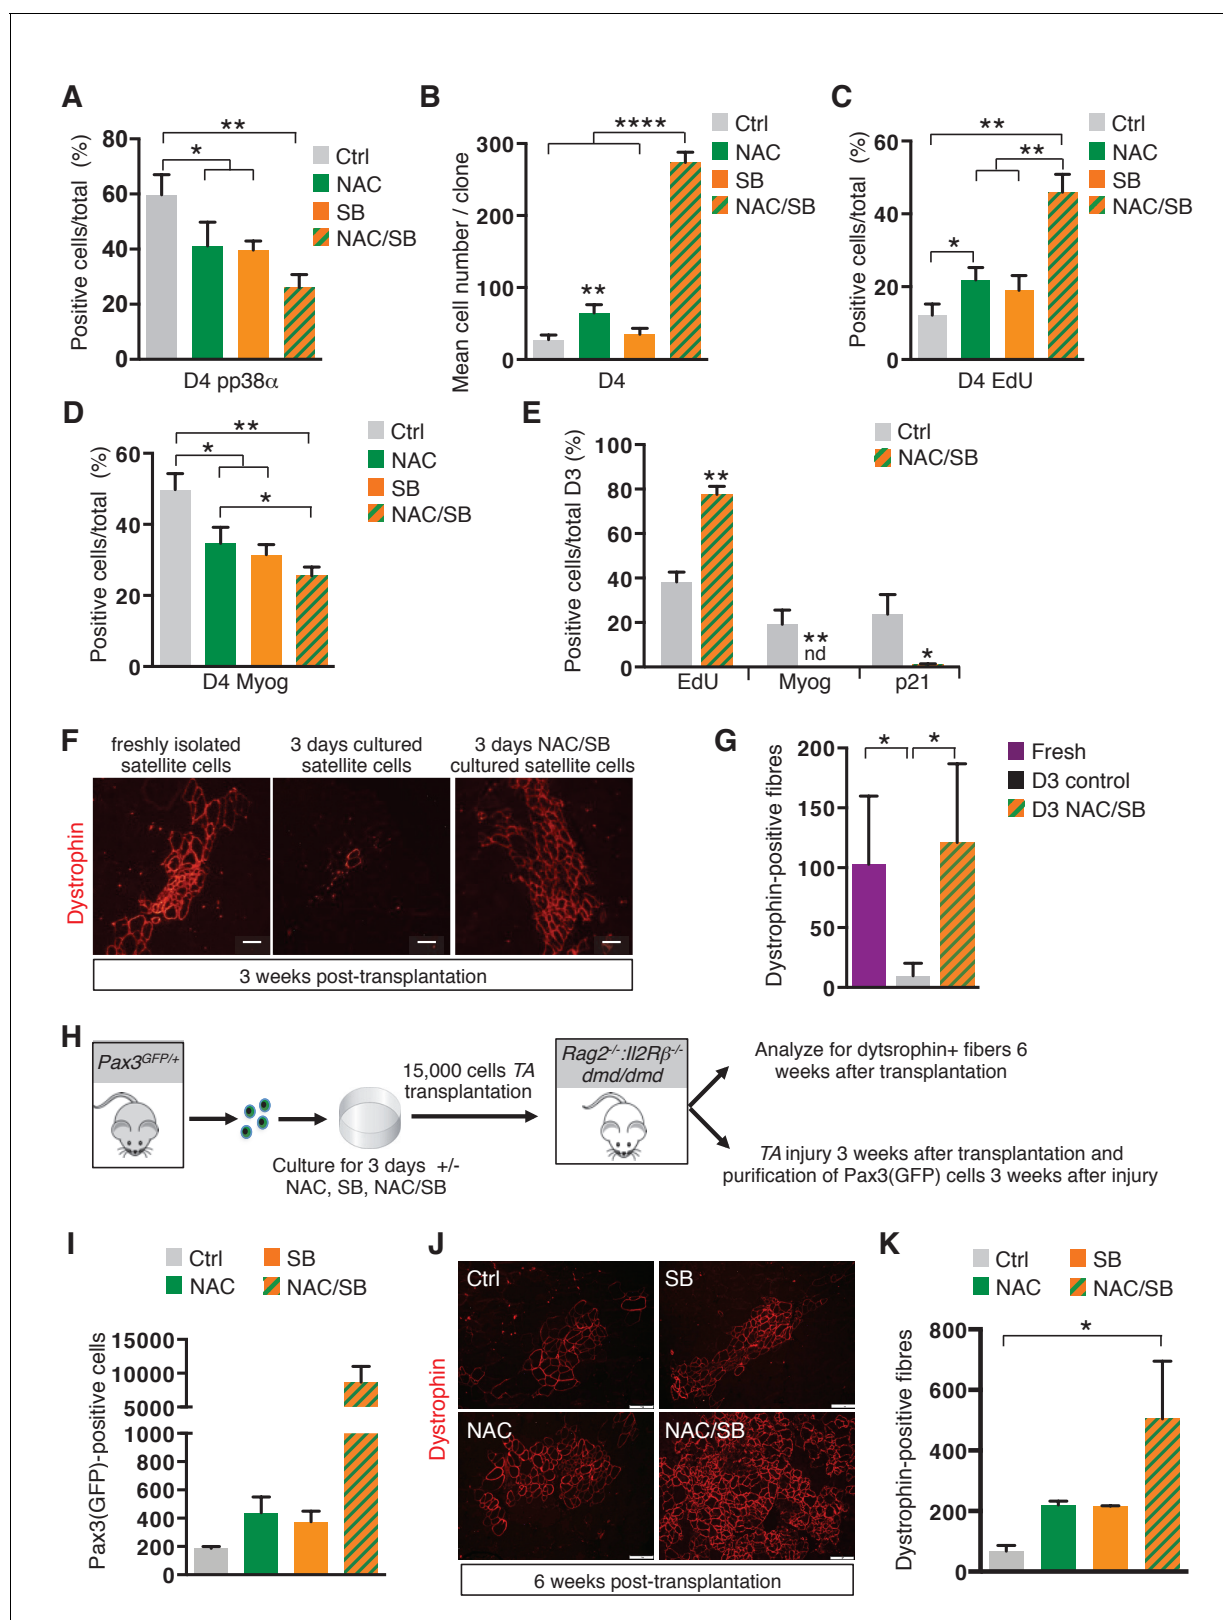 A
Positive cells/total (%)
80
60
40
20
0
**
*
D4 pp38α
Ctrl
NAC
SB
NAC/SB
B
Mean cell number / clone
300
200
100
0
****
**
D4
Ctrl
NAC
SB
NAC/SB
C
Positive cells/total (%)
60
40
20
0
**
**
*
D4 EdU
Ctrl
NAC
SB
NAC/SB
D
Positive cells/total (%)
60
40
20
0
**
*
*
D4 Myog
Ctrl
NAC
SB
NAC/SB
E
Positive cells/total D3 (%)
100
80
60
40
20
0
**
**
nd
*
EdU
Myog
p21
Ctrl
NAC/SB
F
freshly isolated
satellite cells
3 days cultured
satellite cells
3 days NAC/SB
cultured satellite cells
Dystrophin
3 weeks post-transplantation
G
Dystrophin-positive fibres
200
150
100
50
0
*
*
Fresh
D3 control
D3 NAC/SB
H
Pax3GFP/+
Culture for 3 days +/-
NAC, SB, NAC/SB
15,000 cells TA
transplantation
Rag2-/-:Il2Rβ-/-
dmd/dmd
Analyze for dytsrophin+ fibers 6
weeks after transplantation
TA injury 3 weeks after transplantation and
purification of Pax3(GFP) cells 3 weeks after injury
I
Ctrl
SB
NAC
NAC/SB
Pax3(GFP)-positive cells
15000
10000
5000
1000
800
600
400
200
0
J
Dystrophin
Ctrl
SB
NAC
NAC/SB
6 weeks post-transplantation
K
Ctrl
SB
NAC
NAC/SB
Dystrophin-positive fibres
800
600
400
200
0
*